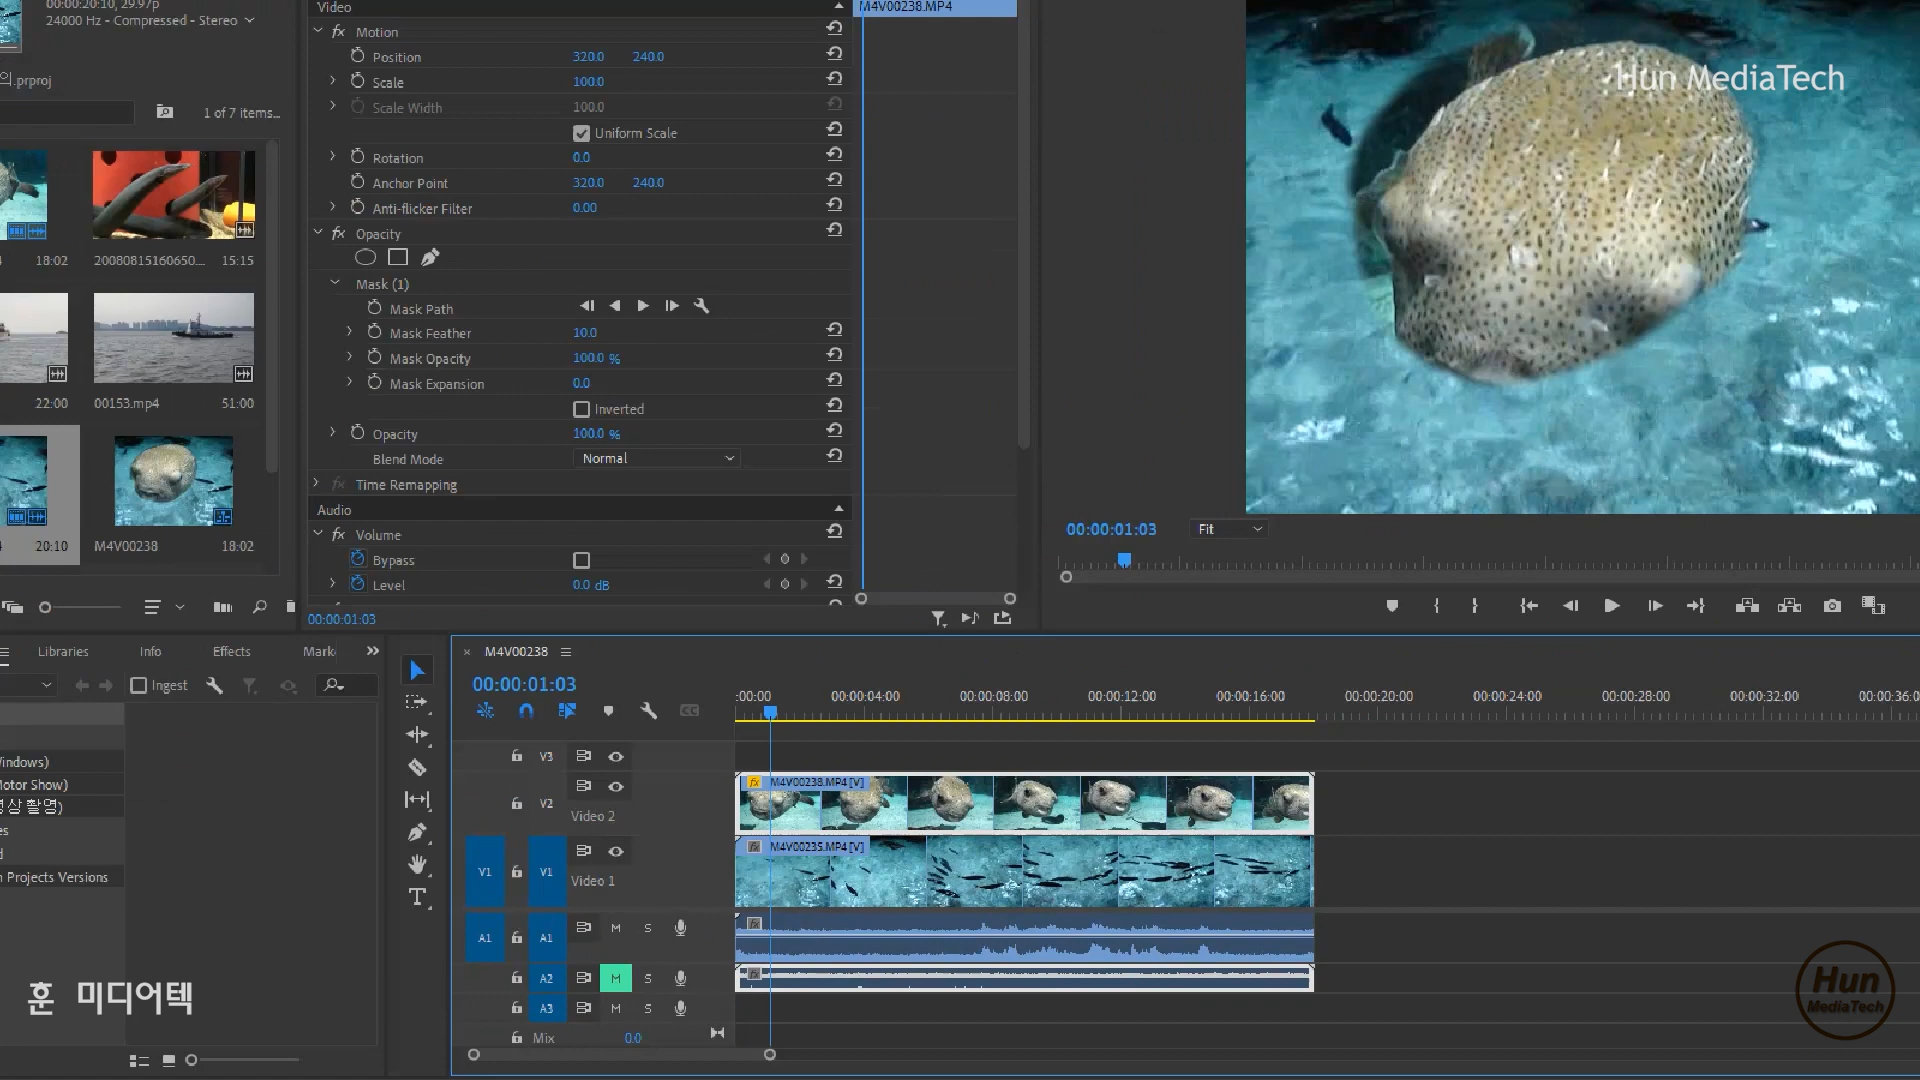 00:00:20:10, 29.97p
24000 Hz - Compressed - Stereo
의.prproj
1 of 7 items...
18:02
20080815160650...
15:15
22:00
00153.mp4
51:00
20:10
M4V00238
18:02
Video
Motion
Position 320.0 240.0
Scale 100.0
Scale Width 100.0
Uniform Scale
Rotation 0.0
Anchor Point 320.0 240.0
Anti-flicker Filter 0.00
Opacity
Mask (1)
Mask Path
Mask Feather 10.0
Mask Opacity 100.0 %
Mask Expansion 0.0
Inverted
Opacity 100.0 %
Blend Mode Normal
Time Remapping
Audio
Volume
Bypass
Level 0.0 dB
00:00:01:03
M4V00238.MP4
Hun MediaTech
00:00:01:03
Fit
Libraries
Info
Effects
Mark
Ingest
indows)
otor Show)
상 촬영)
es
d
n Projects Versions
훈 미디어텍
M4V00238
00:00:01:03
:00:00
00:00:04:00
00:00:08:00
00:00:12:00
00:00:16:00
00:00:20:00
00:00:24:00
00:00:28:00
00:00:32:00
00:00:36:0
V3
V2
Video 2
fx M4V00238.MP4 [V]
V1
V1
Video 1
fx M4V00235.MP4 [V]
A1
A1
M S
A2
M S
A3
M S
Mix 0.0
Hun
MediaTech